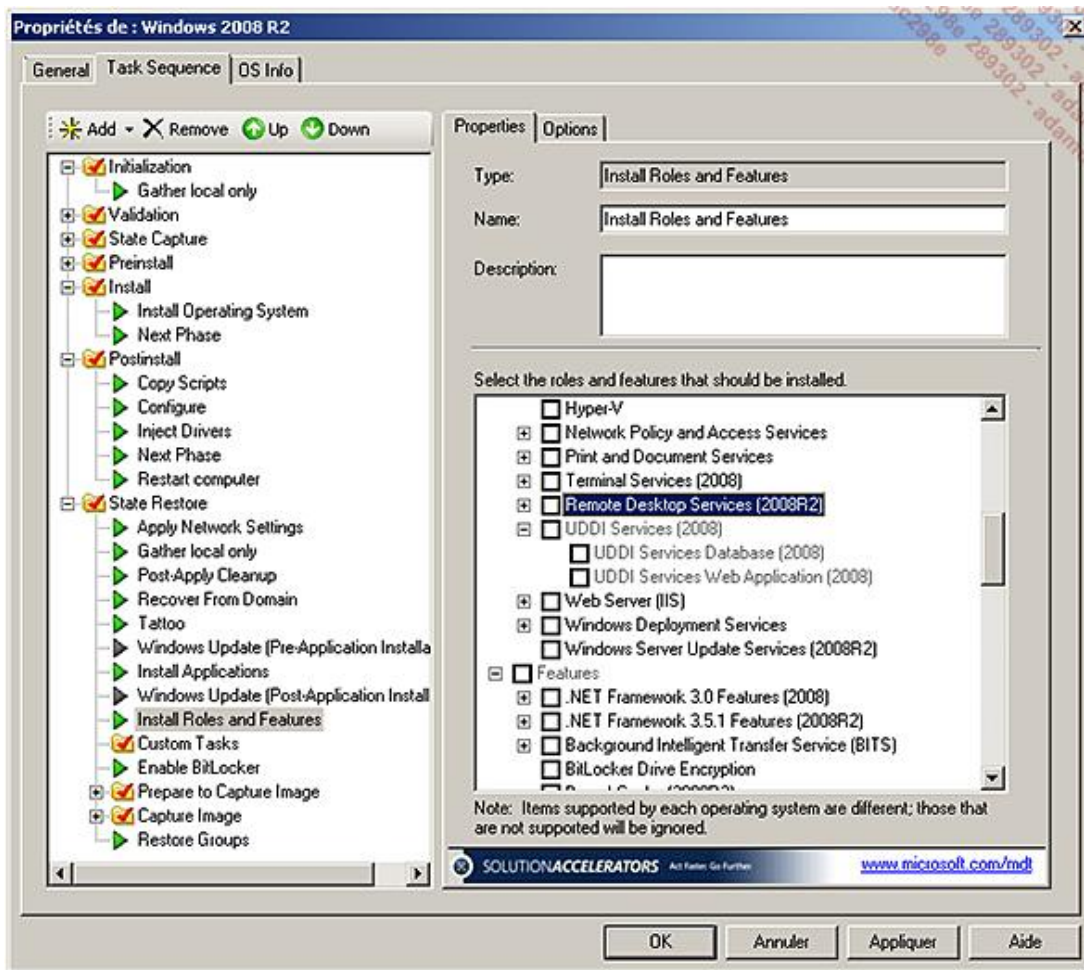 Propriétés de : Windows 2008 R2
General
Task Sequence
OS Info
Add
Remove
Up
Down
Initialization
Gather local only
Validation
State Capture
Preinstall
Install
Install Operating System
Next Phase
Postinstall
Copy Scripts
Configure
Inject Drivers
Next Phase
Restart computer
State Restore
Apply Network Settings
Gather local only
Post-Apply Cleanup
Recover From Domain
Tattoo
Windows Update (Pre-Application Installa
Install Applications
Windows Update (Post-Application Install
Install Roles and Features
Custom Tasks
Enable BitLocker
Prepare to Capture Image
Capture Image
Restore Groups
Properties
Options
Type: Install Roles and Features
Name: Install Roles and Features
Description:
Select the roles and features that should be installed.
Hyper-V
Network Policy and Access Services
Print and Document Services
Terminal Services (2008)
Remote Desktop Services (2008R2)
UDDI Services (2008)
UDDI Services Database (2008)
UDDI Services Web Application (2008)
Web Server (IIS)
Windows Deployment Services
Windows Server Update Services (2008R2)
Features
.NET Framework 3.0 Features (2008)
.NET Framework 3.5.1 Features (2008R2)
Background Intelligent Transfer Service (BITS)
BitLocker Drive Encryption
Note: Items supported by each operating system are different; those that
are not supported will be ignored.
SOLUTIONACCELERATORS Act Faster. Go Further.
www.microsoft.com/mdt
OK
Annuler
Appliquer
Aide